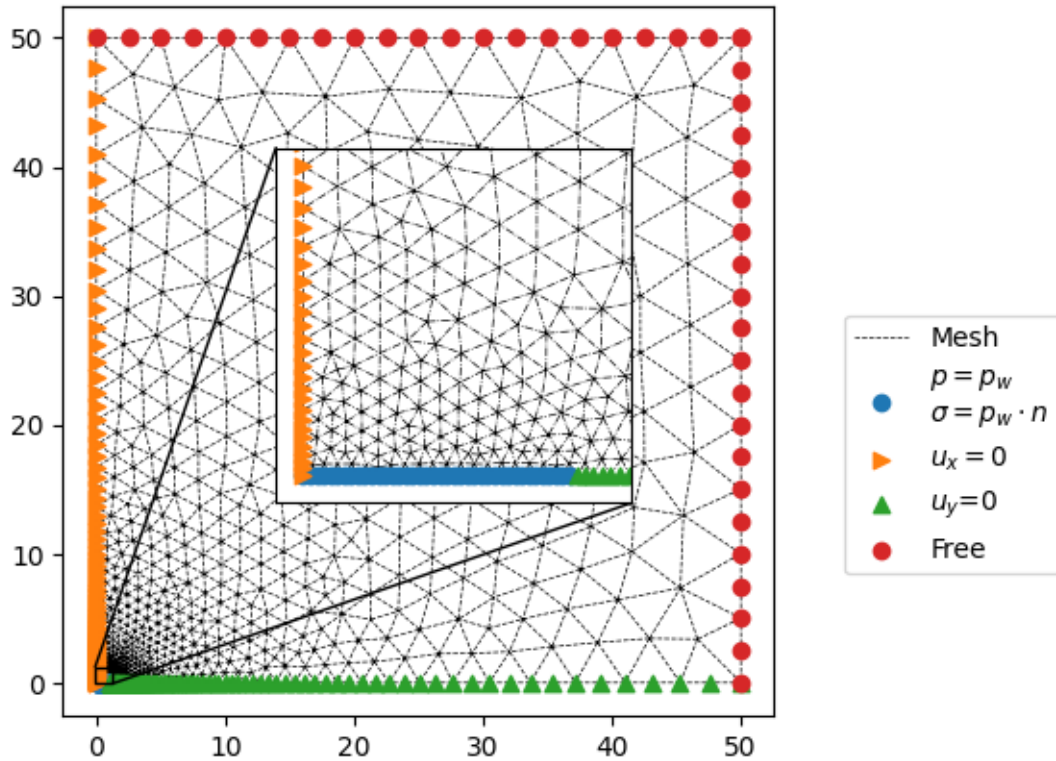 50
40
30
20
10
0
0 10 20 30 40 50
Mesh
p = p_w
σ = p_w · n
u_x = 0
u_y=0
Free